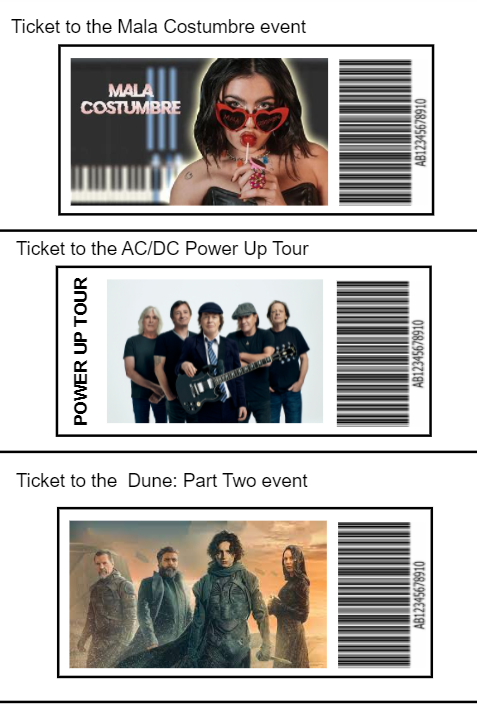 Ticket to the Mala Costumbre event
MALA
COSTUMBRE
AB12345678910
Ticket to the AC/DC Power Up Tour
POWER UP TOUR
AB12345678910
Ticket to the  Dune: Part Two event
AB12345678910